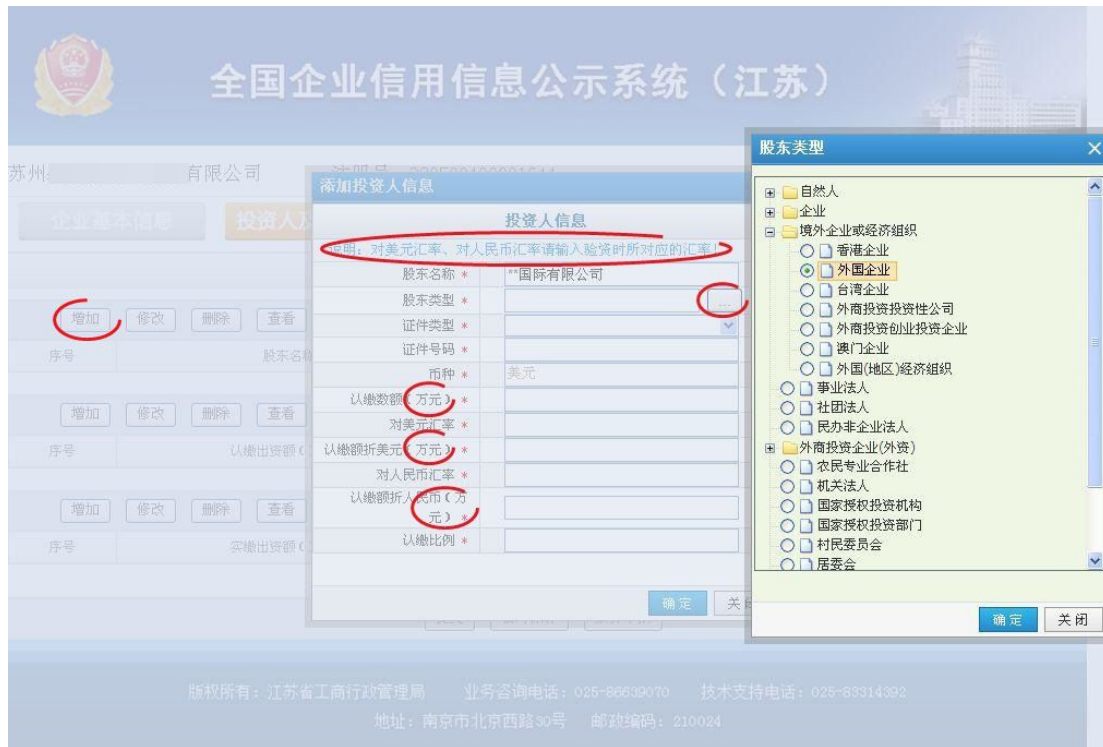 全国企业信用信息公示系统（江苏）
苏州 有限公司
企业基本信息
投资人及
增加 修改 删除 查看
序号 股东名称
增加 修改 删除 查看
序号 认缴出资额（
增加 修改 删除 查看
序号 实缴出资额（
添加投资人信息
投资人信息
说明：对美元汇率、对人民币汇率请输入验资时所对应的汇率！
股东名称 * **国际有限公司
股东类型 * ...
证件类型 *
证件号码 *
币种 * 美元
认缴数额（万元） *
对美元汇率 *
认缴额折美元（万元） *
对人民币汇率 *
认缴额折人民币（万
元） *
认缴比例 *
确定 关闭
股东类型
自然人
企业
境外企业或经济组织
香港企业
外国企业
台湾企业
外商投资投资性公司
外商投资创业投资企业
澳门企业
外国(地区)经济组织
事业法人
社团法人
民办非企业法人
外商投资企业(外资)
农民专业合作社
机关法人
国家授权投资机构
国家授权投资部门
村民委员会
居委会
确定 关闭
版权所有：江苏省工商行政管理局 业务咨询电话：025-86639070 技术支持电话：025-83314392
地址：南京市北京西路30号 邮政编码：210024